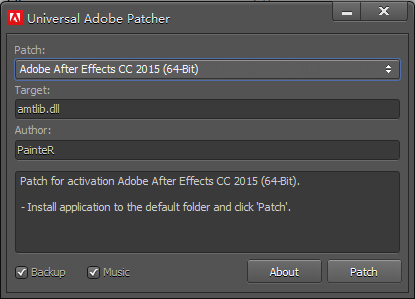 Universal Adobe Patcher
Patch:
Adobe After Effects CC 2015 (64-Bit)
Target:
amtlib.dll
Author:
PainteR
Patch for activation Adobe After Effects CC 2015 (64-Bit).
- Install application to the default folder and click 'Patch'.
Backup
Music
About
Patch